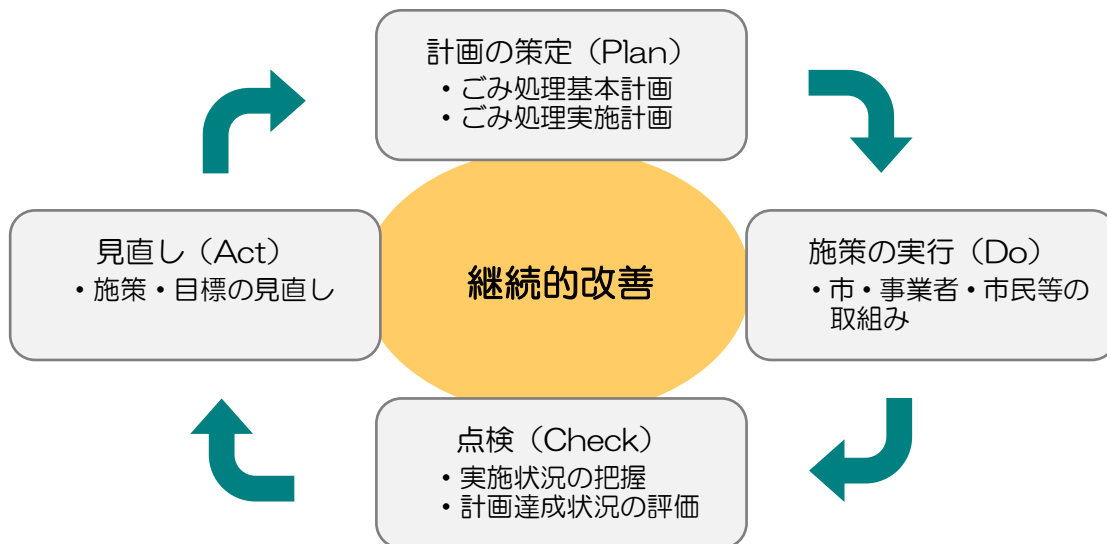 計画の策定（Plan）
・ごみ処理基本計画
・ごみ処理実施計画
見直し（Act）
・施策・目標の見直し
継続的改善
施策の実行（Do）
・市・事業者・市民等の
取組み
点検（Check）
・実施状況の把握
・計画達成状況の評価